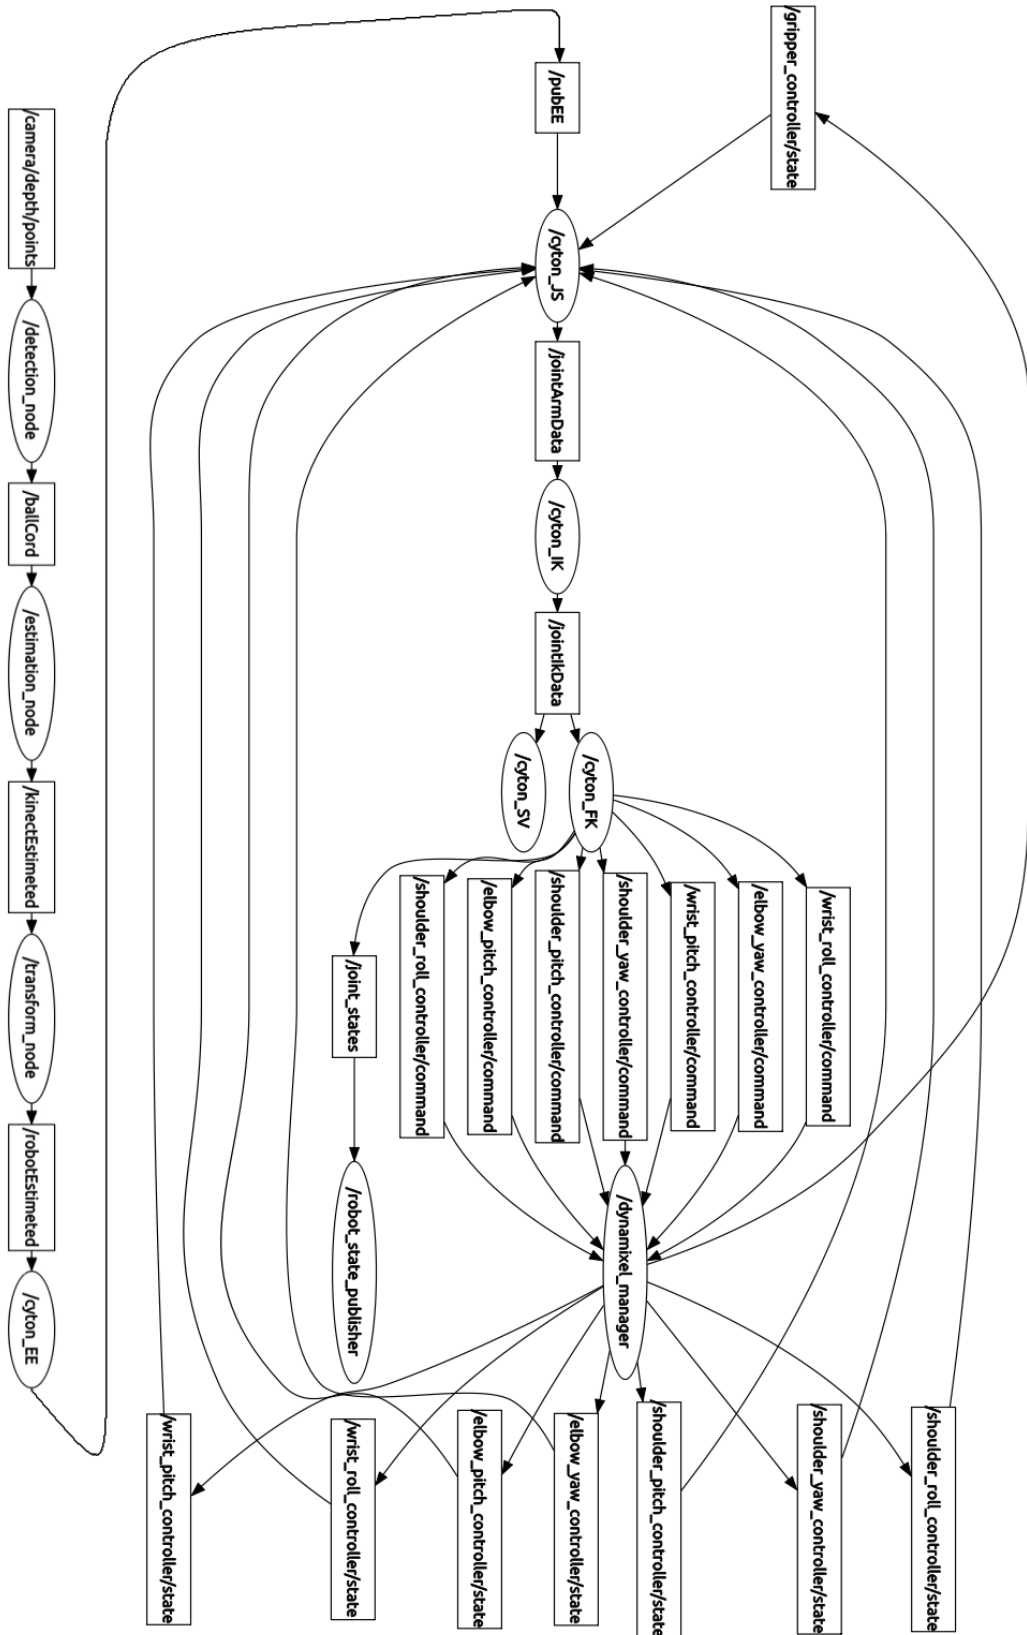 /camera/depth/points
/detection_node
/ballCord
/estimation_node
/kinectEstimeted
/transform_node
/robotEstimeted
/cyton_EE
/pubEE
/gripper_controller/state
/cyton_JS
/jointArmData
/cyton_IK
/jointIkData
/cyton_SV
/cyton_FK
/joint_states
/robot_state_publisher
/shoulder_roll_controller/command
/elbow_pitch_controller/command
/shoulder_pitch_controller/command
/shoulder_yaw_controller/command
/wrist_pitch_controller/command
/elbow_yaw_controller/command
/wrist_roll_controller/command
/dynamixel_manager
/wrist_pitch_controller/state
/wrist_roll_controller/state
/elbow_pitch_controller/state
/elbow_yaw_controller/state
/shoulder_pitch_controller/state
/shoulder_yaw_controller/state
/shoulder_roll_controller/state